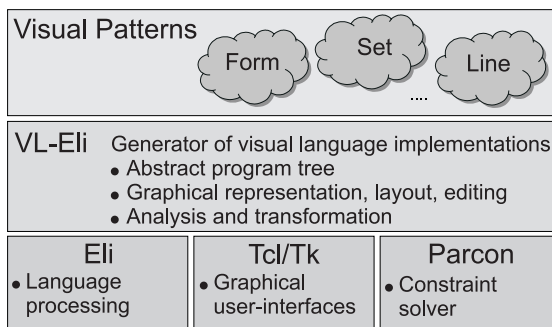 Visual Patterns
Form
Set
Line
....
VL-Eli Generator of visual language implementations
• Abstract program tree
• Graphical representation, layout, editing
• Analysis and transformation
Eli
• Language
processing
Tcl/Tk
• Graphical
user-interfaces
Parcon
• Constraint
solver